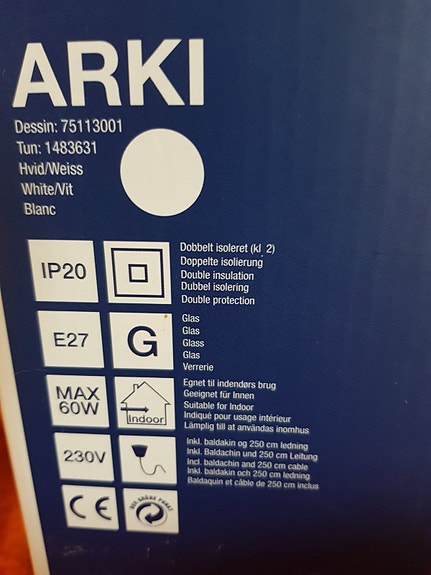 ARKI
Dessin: 75113001
Tun: 1483631
Hvid/Weiss
White/Vit
Blanc
IP20
Dobbelt isoleret (kl. 2)
Doppelte isolierung
Double insulation
Dubbel isolering
Double protection
E27
G
Glas
Glas
Glass
Glas
Verrerie
MAX
60W
Indoor
Egnet til indendørs brug
Geeignet für Innen
Suitable for Indoor
Indiqué pour usage intérieur
Lämplig till at användas inomhus
230V
Inkl. baldakin og 250 cm ledning
Inkl. Baldachin und 250 cm Leitung
Incl. baldachin and 250 cm cable
Inkl. baldakin och 250 cm ledning
Baldaquin et câble de 250 cm inclus
CE
DER GRÜNE PUNKT